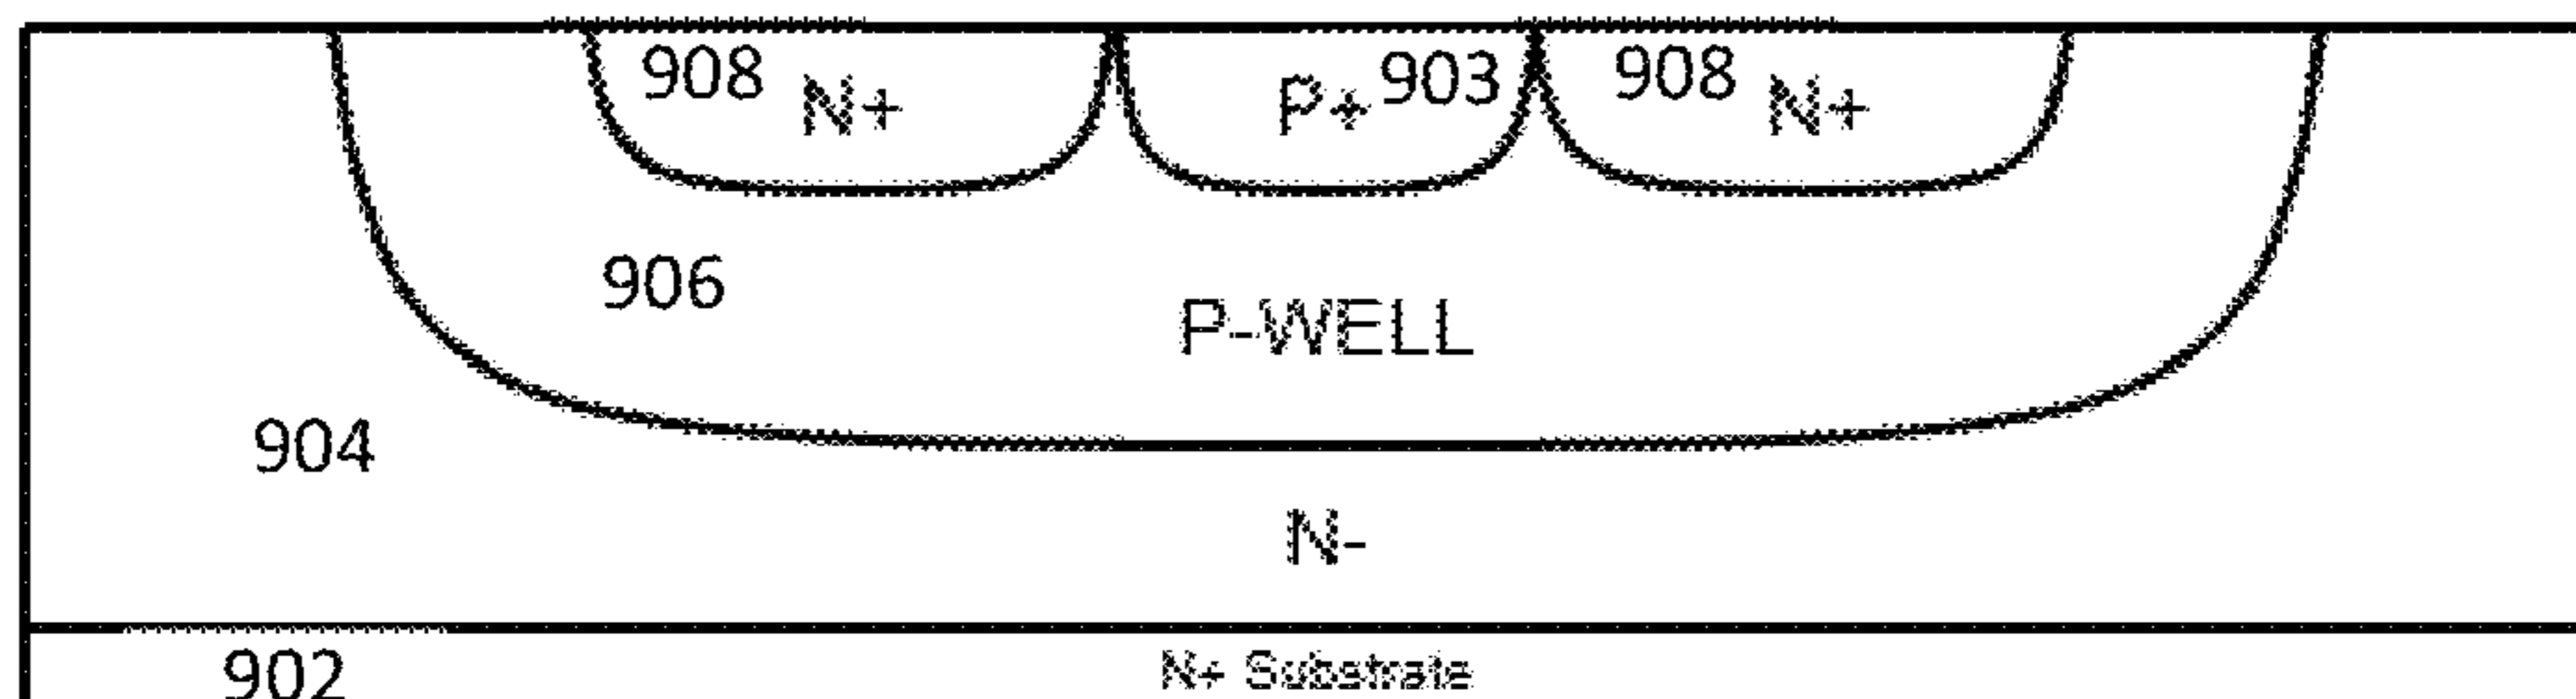 908 N+ P+ 903 908 N+
906
P-WELL
904
N-
902 N+ Substrate